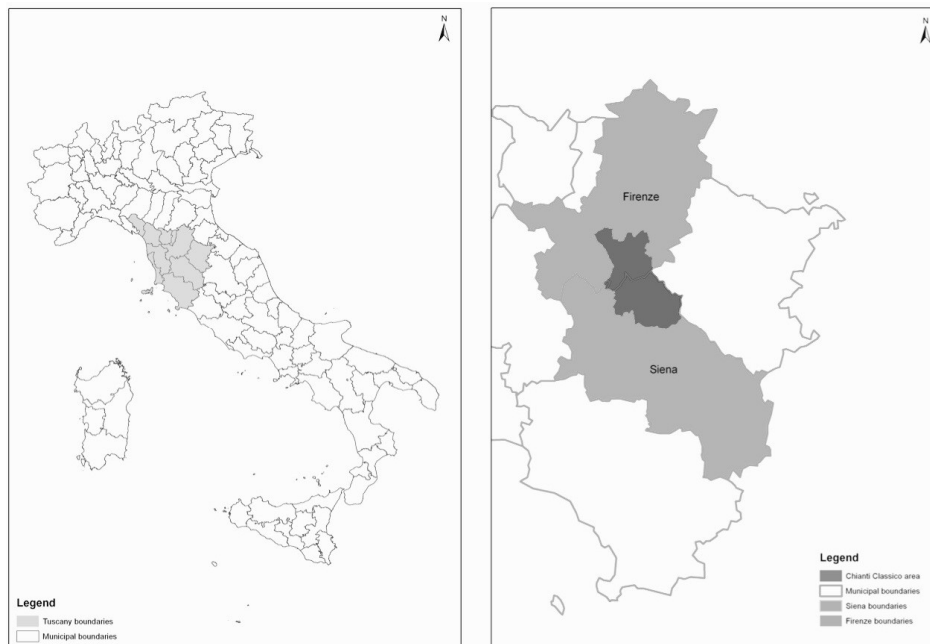 N
Legend
Tuscany boundaries
Municipal boundaries
N
Firenze
Siena
Legend
Chianti Classico area
Municipal boundaries
Siena boundaries
Firenze boundaries